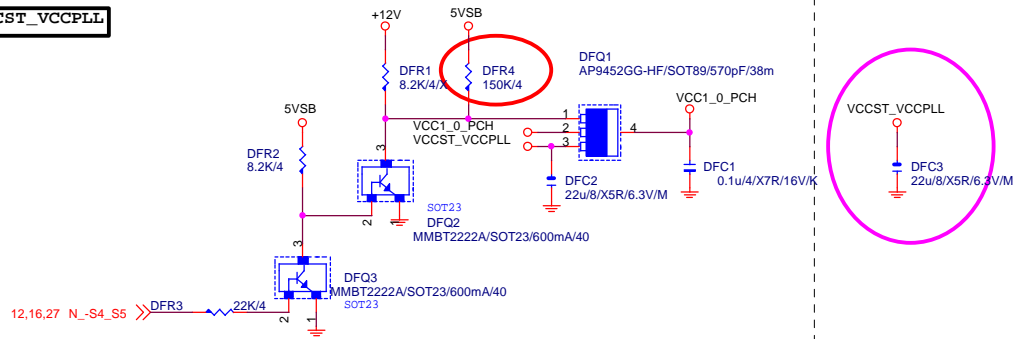 CST_VCCPLL
+12V
5VSB
DFR1
8.2K/4/X
DFR4
150K/4
DFQ1
AP9452GG-HF/SOT89/570pF/38m
VCC1_0_PCH
VCC1_0_PCH
VCCST_VCCPLL
1
2
3
4
5VSB
DFR2
8.2K/4
3
2
1
SOT23
DFQ2
MMBT2222A/SOT23/600mA/40
DFC2
22u/8/X5R/6.3V/M
DFC1
0.1u/4/X7R/16V/K
VCCST_VCCPLL
DFC3
22u/8/X5R/6.3V/M
3
2
1
DFQ3
MMBT2222A/SOT23/600mA/40
SOT23
12,16,27 N_-S4_S5
DFR3
22K/4